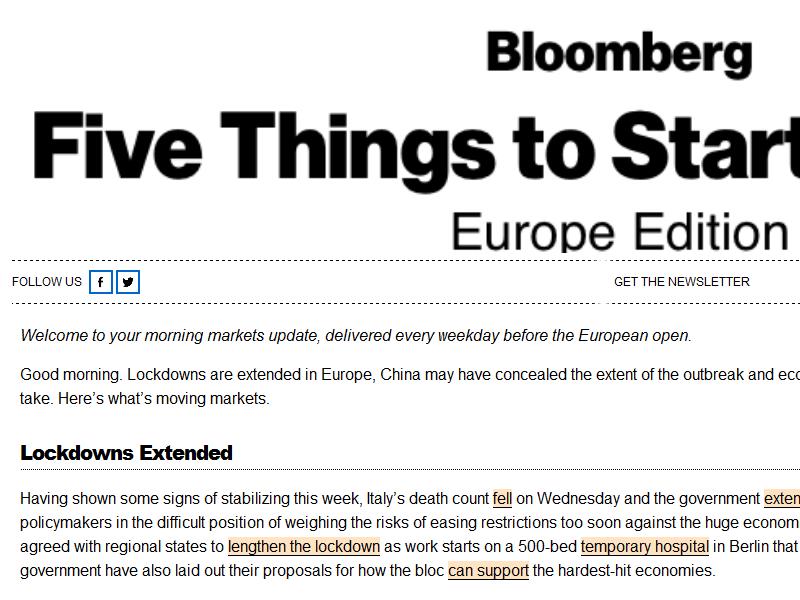 Bloomberg
Five Things to Start
Europe Edition
FOLLOW US
GET THE NEWSLETTER
Welcome to your morning markets update, delivered every weekday before the European open.
Good morning. Lockdowns are extended in Europe, China may have concealed the extent of the outbreak and eco
take. Here’s what’s moving markets.
Lockdowns Extended
Having shown some signs of stabilizing this week, Italy’s death count fell on Wednesday and the government exten
policymakers in the difficult position of weighing the risks of easing restrictions too soon against the huge econom
agreed with regional states to lengthen the lockdown as work starts on a 500-bed temporary hospital in Berlin that
government have also laid out their proposals for how the bloc can support the hardest-hit economies.